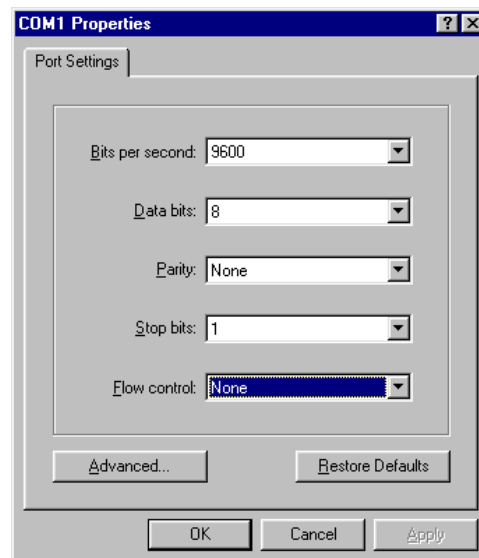 COM1 Properties
Port Settings
Bits per second: 9600
Data bits: 8
Parity: None
Stop bits: 1
Flow control: None
Advanced... Restore Defaults
OK Cancel Apply